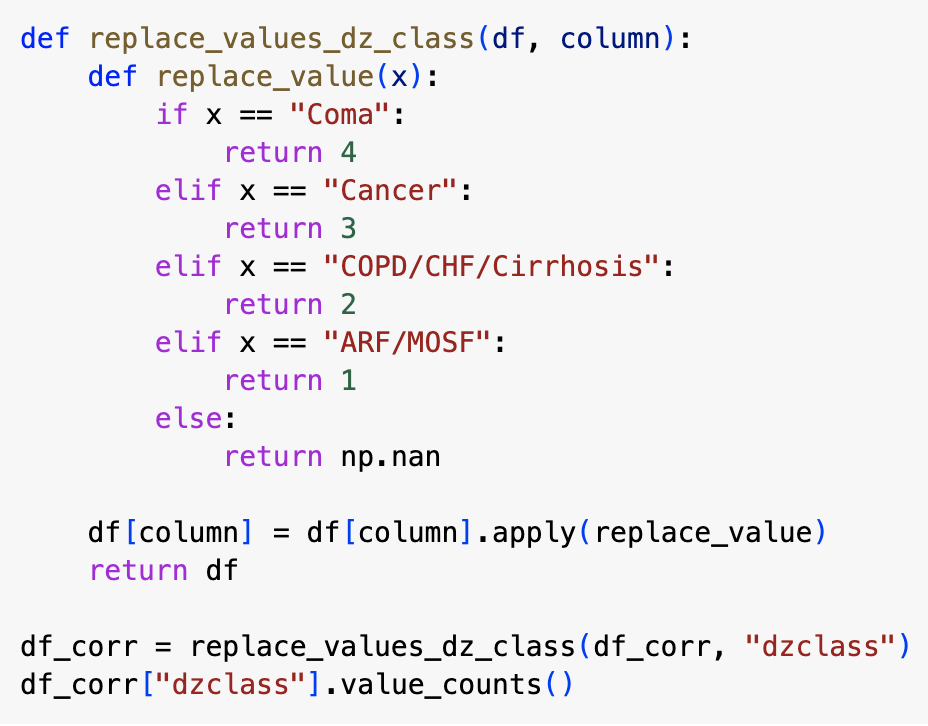 def replace_values_dz_class(df, column):
    def replace_value(x):
        if x == "Coma":
            return 4
        elif x == "Cancer":
            return 3
        elif x == "COPD/CHF/Cirrhosis":
            return 2
        elif x == "ARF/MOSF":
            return 1
        else:
            return np.nan

    df[column] = df[column].apply(replace_value)
    return df

df_corr = replace_values_dz_class(df_corr, "dzclass")
df_corr["dzclass"].value_counts()